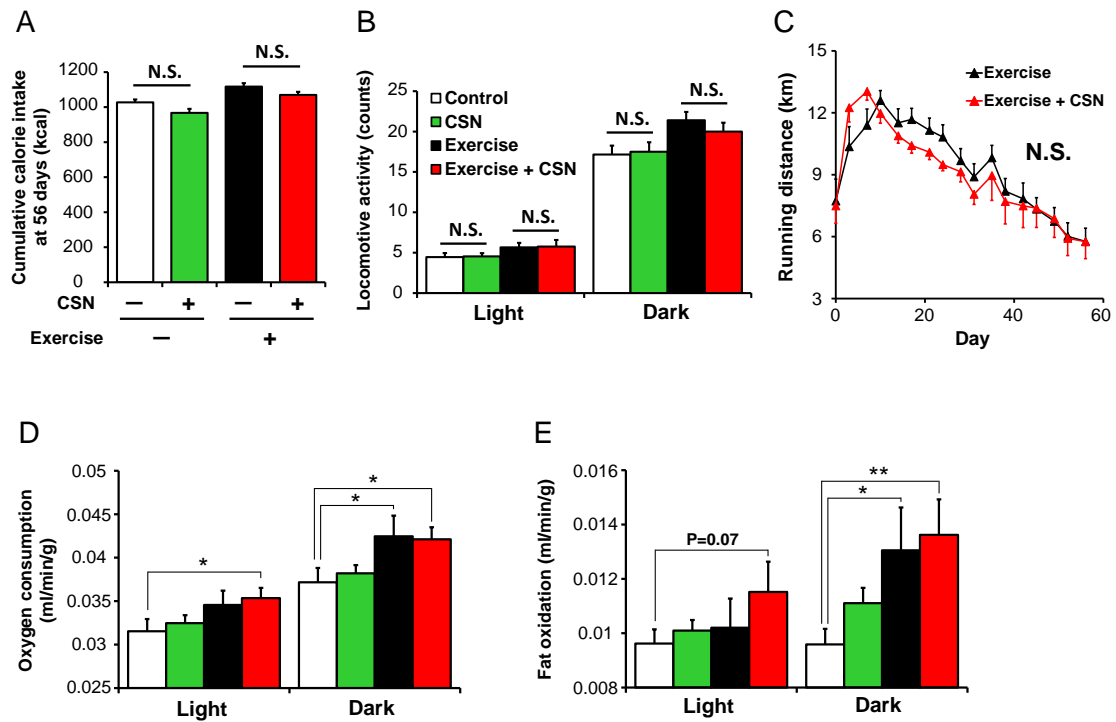 A
Cumulative calorie intake
at 56 days (kcal)
1200
1000
800
600
400
200
0
N.S.
N.S.
CSN
— + — +
Exercise
— +
B
Locomotive activity (counts)
30
25
20
15
10
5
0
Control
CSN
Exercise
Exercise + CSN
N.S.
N.S.
N.S.
N.S.
Light Dark
C
Running distance (km)
15
12
9
6
3
Exercise
Exercise + CSN
N.S.
0 20 40 60
Day
D
Oxygen consumption
(ml/min/g)
0.05
0.045
0.04
0.035
0.03
0.025
*
*
*
Light Dark
E
Fat oxidation (ml/min/g)
0.016
0.014
0.012
0.01
0.008
P=0.07
**
*
Light Dark